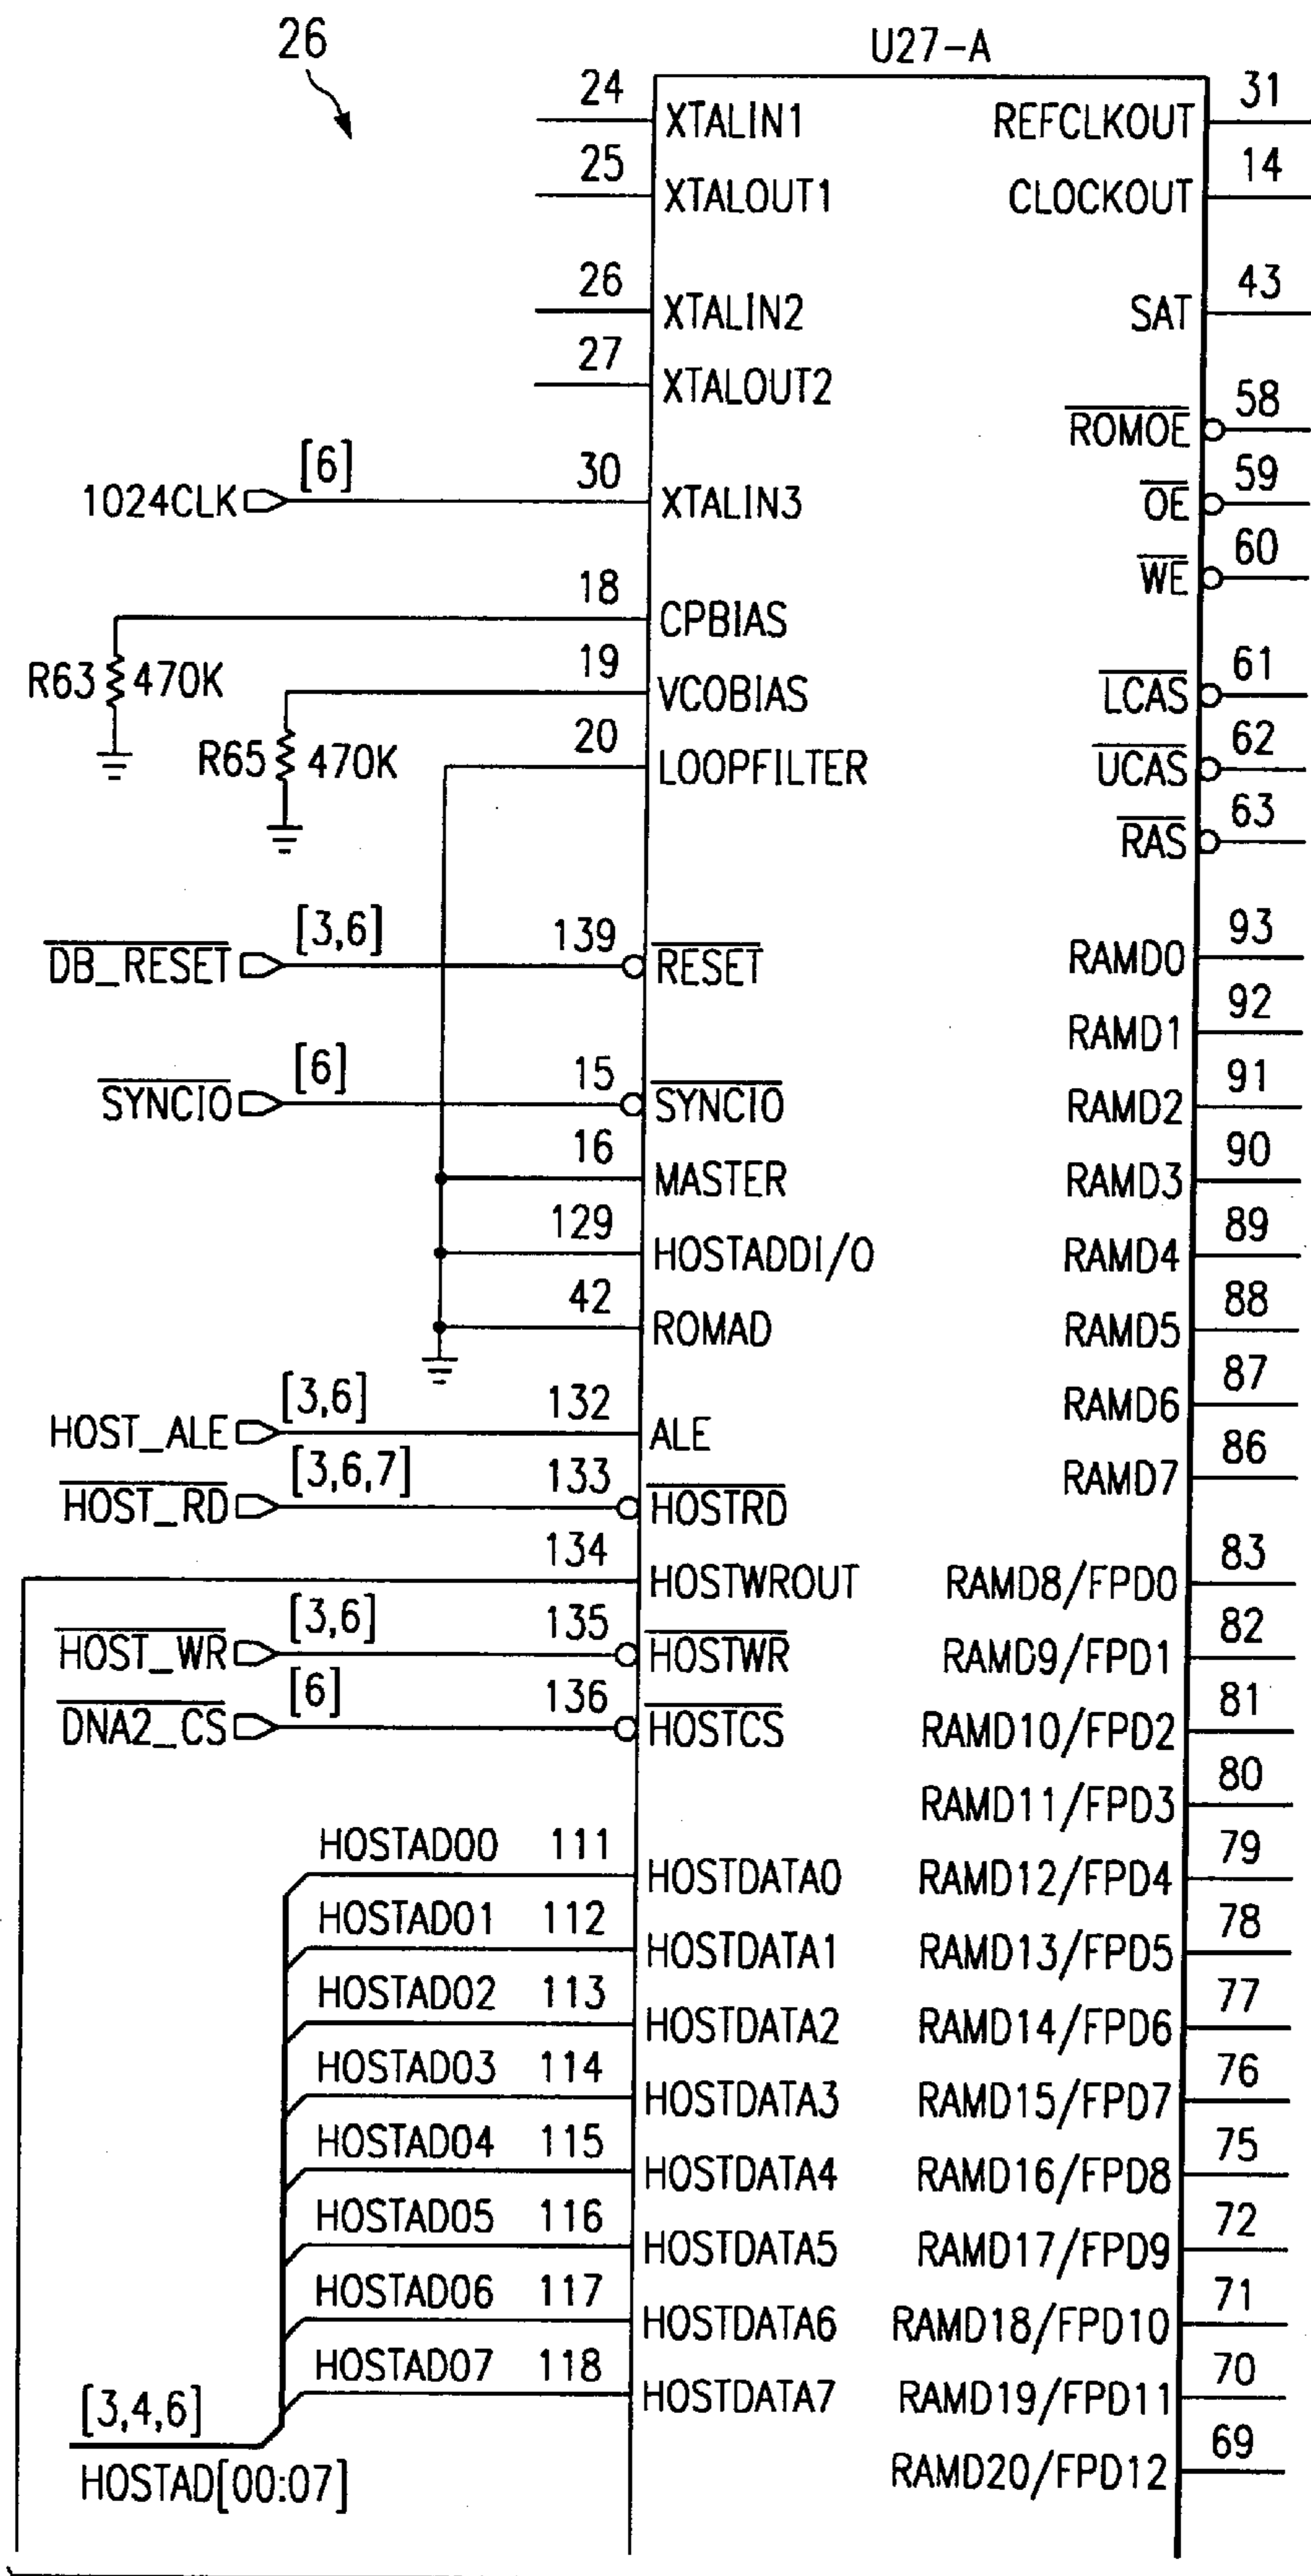 26
U27-A
24 XTALIN1 REFCLKOUT 31
25 XTALOUT1 CLOCKOUT 14
26 XTALIN2 SAT 43
27 XTALOUT2
ROMOE 58
1024CLK [6] 30 XTALIN3 OE 59
WE 60
18 CPBIAS
R63 470K 19 VCOBIAS LCAS 61
R65 470K 20 LOOPFILTER UCAS 62
RAS 63
DB_RESET [3,6] 139 RESET RAMD0 93
RAMD1 92
SYNCIO [6] 15 SYNCIO RAMD2 91
16 MASTER RAMD3 90
129 HOSTADDI/O RAMD4 89
42 ROMAD RAMD5 88
HOST_ALE [3,6] 132 ALE RAMD6 87
HOST_RD [3,6,7] 133 HOSTRD RAMD7 86
134 HOSTWROUT RAMD8/FPD0 83
HOST_WR [3,6] 135 HOSTWR RAMD9/FPD1 82
DNA2_CS [6] 136 HOSTCS RAMD10/FPD2 81
RAMD11/FPD3 80
HOSTAD00 111 HOSTDATA0 RAMD12/FPD4 79
HOSTAD01 112 HOSTDATA1 RAMD13/FPD5 78
HOSTAD02 113 HOSTDATA2 RAMD14/FPD6 77
HOSTAD03 114 HOSTDATA3 RAMD15/FPD7 76
HOSTAD04 115 HOSTDATA4 RAMD16/FPD8 75
HOSTAD05 116 HOSTDATA5 RAMD17/FPD9 72
HOSTAD06 117 HOSTDATA6 RAMD18/FPD10 71
HOSTAD07 118 HOSTDATA7 RAMD19/FPD11 70
[3,4,6]
HOSTAD[00:07] RAMD20/FPD12 69